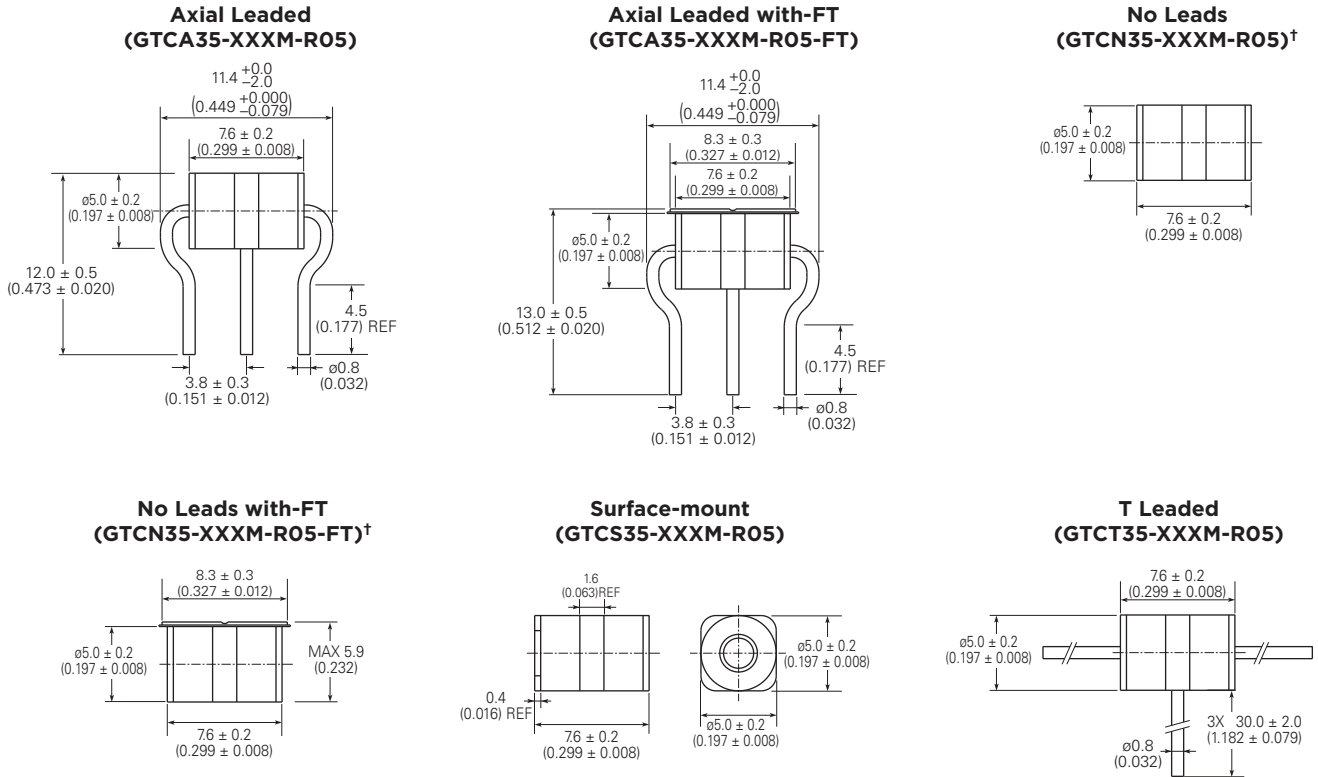 Axial Leaded
(GTCA35-XXXM-R05)
11.4 +0.0
–2.0
(0.449 +0.000
–0.079)
7.6 ± 0.2
(0.299 ± 0.008)
ø5.0 ± 0.2
(0.197 ± 0.008)
12.0 ± 0.5
(0.473 ± 0.020)
4.5
(0.177) REF
3.8 ± 0.3
(0.151 ± 0.012)
ø0.8
(0.032)
Axial Leaded with-FT
(GTCA35-XXXM-R05-FT)
11.4 +0.0
–2.0
(0.449 +0.000
–0.079)
8.3 ± 0.3
(0.327 ± 0.012)
7.6 ± 0.2
(0.299 ± 0.008)
ø5.0 ± 0.2
(0.197 ± 0.008)
13.0 ± 0.5
(0.512 ± 0.020)
4.5
(0.177) REF
3.8 ± 0.3
(0.151 ± 0.012)
ø0.8
(0.032)
No Leads
(GTCN35-XXXM-R05)†
ø5.0 ± 0.2
(0.197 ± 0.008)
7.6 ± 0.2
(0.299 ± 0.008)
No Leads with-FT
(GTCN35-XXXM-R05-FT)†
8.3 ± 0.3
(0.327 ± 0.012)
ø5.0 ± 0.2
(0.197 ± 0.008)
MAX 5.9
(0.232)
7.6 ± 0.2
(0.299 ± 0.008)
Surface-mount
(GTCS35-XXXM-R05)
1.6
(0.063)REF
0.4
(0.016) REF
7.6 ± 0.2
(0.299 ± 0.008)
ø5.0 ± 0.2
(0.197 ± 0.008)
ø5.0 ± 0.2
(0.197 ± 0.008)
T Leaded
(GTCT35-XXXM-R05)
7.6 ± 0.2
(0.299 ± 0.008)
ø5.0 ± 0.2
(0.197 ± 0.008)
3X 30.0 ± 2.0
(1.182 ± 0.079)
ø0.8
(0.032)